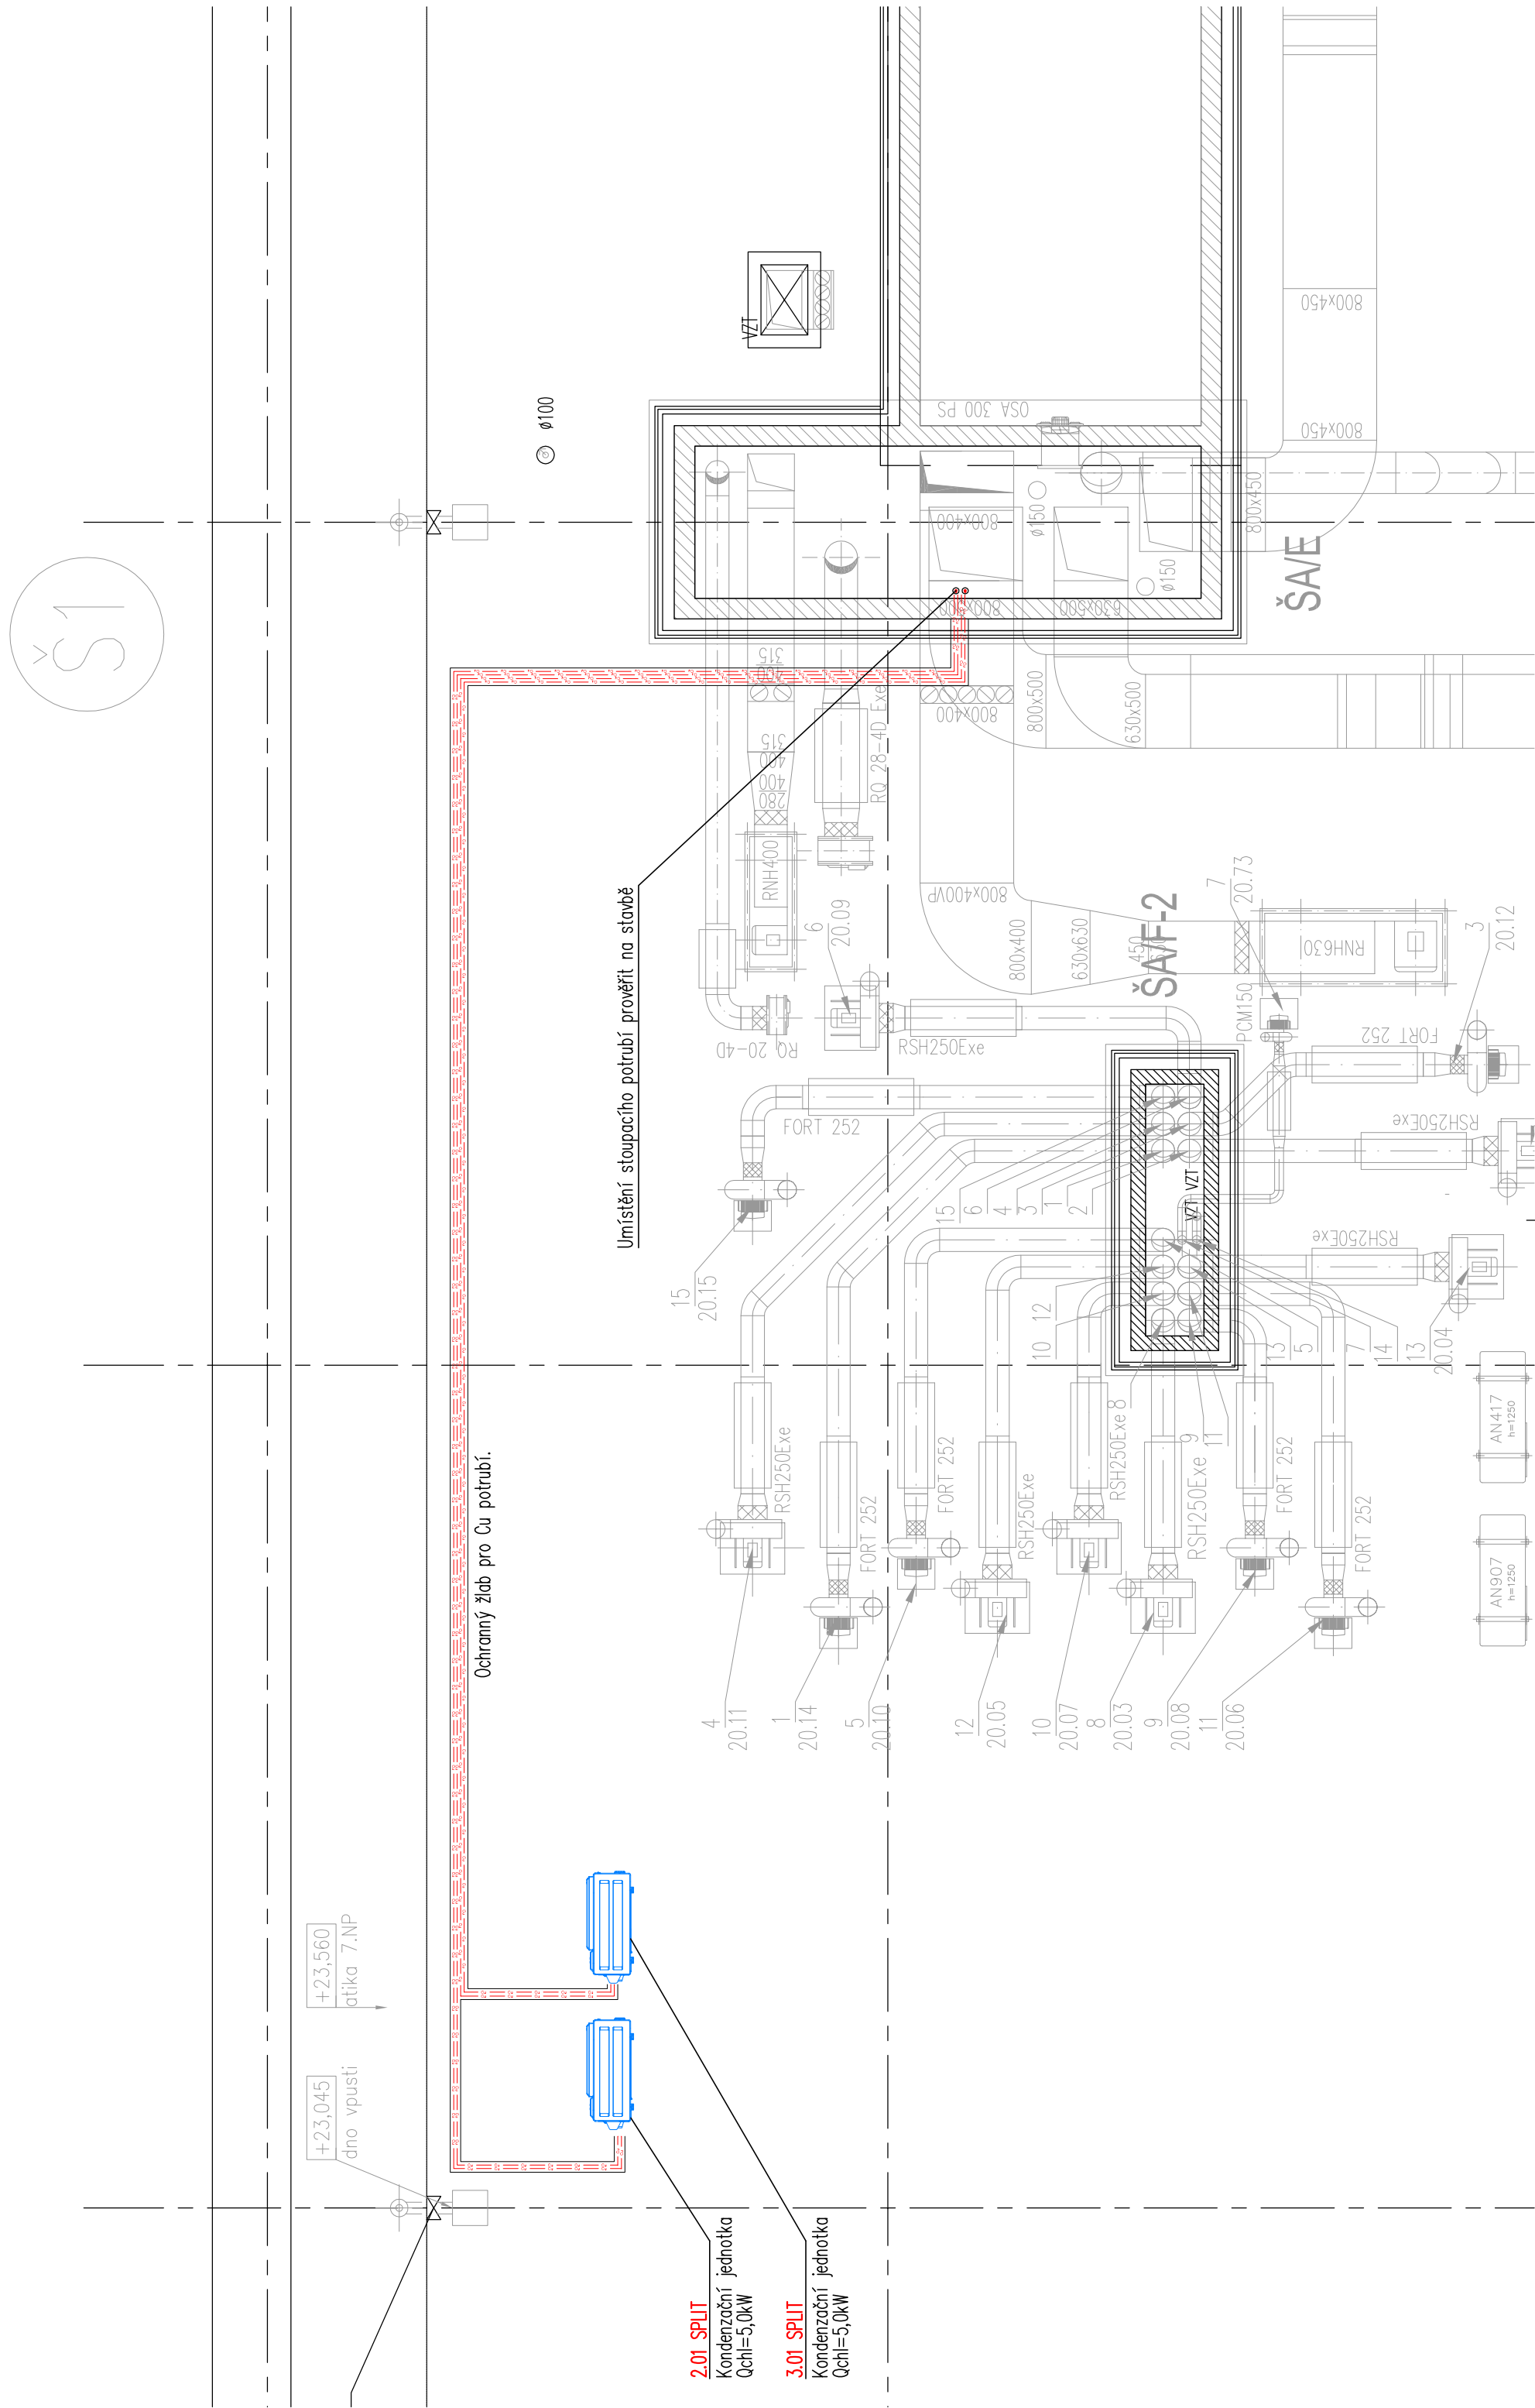 Š1
ø100
VZT
OSA 300 PS
800x450
800x450
800x450
ø150
ø150
800x400
800x400
630x500
ŠA/E
315
400
315
400
400
280
RNH400
RQ 28-4D Exe
800x400
800x500
630x500
Umístění stoupacího potrubí prověřit na stavbě
800x400VP
800x400
630x630
450
ŠA/F-2
RNH630
7
20.73
3
20.12
6
20.09
RQ 20-4D
RSH250Exe
PCM150
FORT 252
FORT 252
RSH250Exe
RSH250Exe
15
20.15
15
6
4
3
1
2
VZT
VZT
10
12
13
5
7
14
13
20.04
8
9
11
AN417
h=1250
AN907
h=1250
Ochranný žlab pro Cu potrubí.
RSH250Exe
FORT 252
FORT 252
RSH250Exe
RSH250Exe
RSH250Exe
FORT 252
FORT 252
4
20.11
1
20.14
5
20.10
12
20.05
10
20.07
8
20.03
9
20.08
11
20.06
+23,560
atika 7.NP
+23,045
dno vpusti
2.01 SPLIT
Kondenzační jednotka
Qchl=5,0kW
3.01 SPLIT
Kondenzační jednotka
Qchl=5,0kW